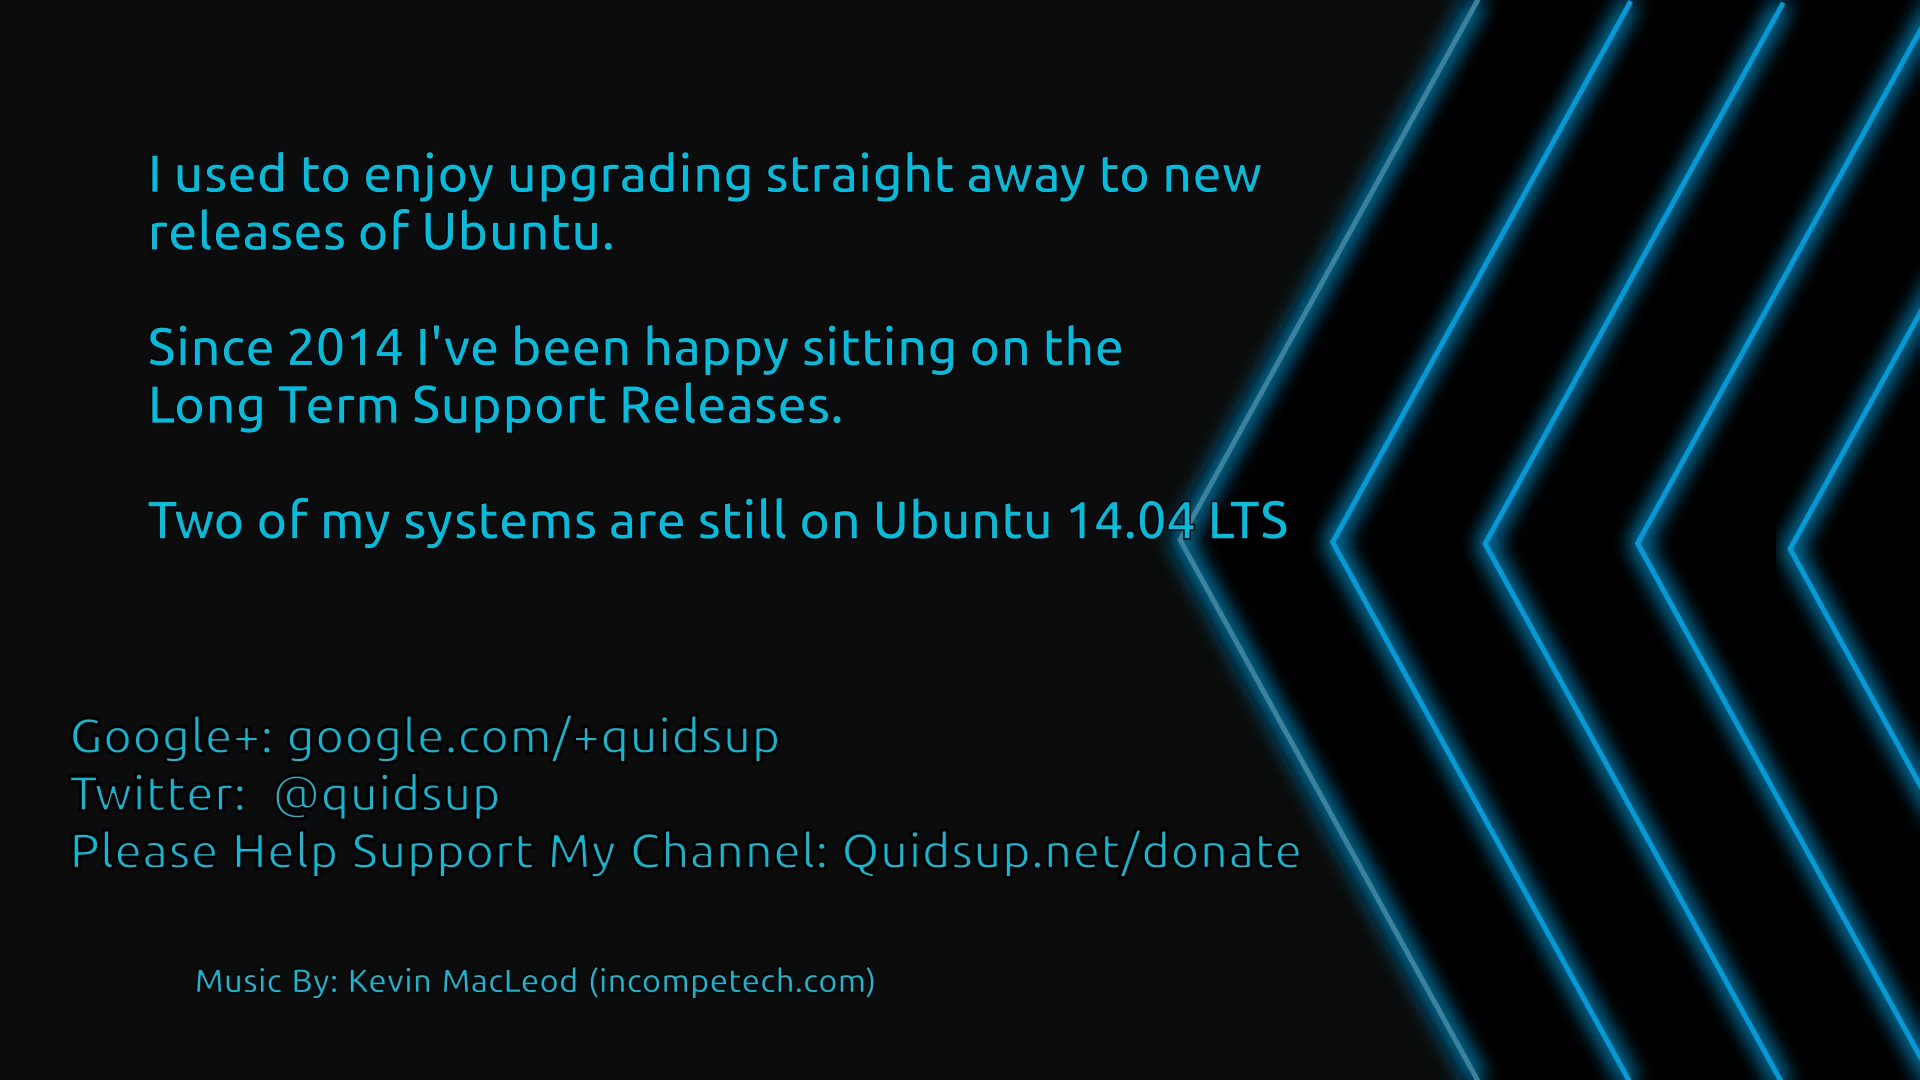 I used to enjoy upgrading straight away to new
releases of Ubuntu.
Since 2014 I've been happy sitting on the
Long Term Support Releases.
Two of my systems are still on Ubuntu 14.04 LTS
Google+: google.com/+quidsup
Twitter:  @quidsup
Please Help Support My Channel: Quidsup.net/donate
Music By: Kevin MacLeod (incompetech.com)